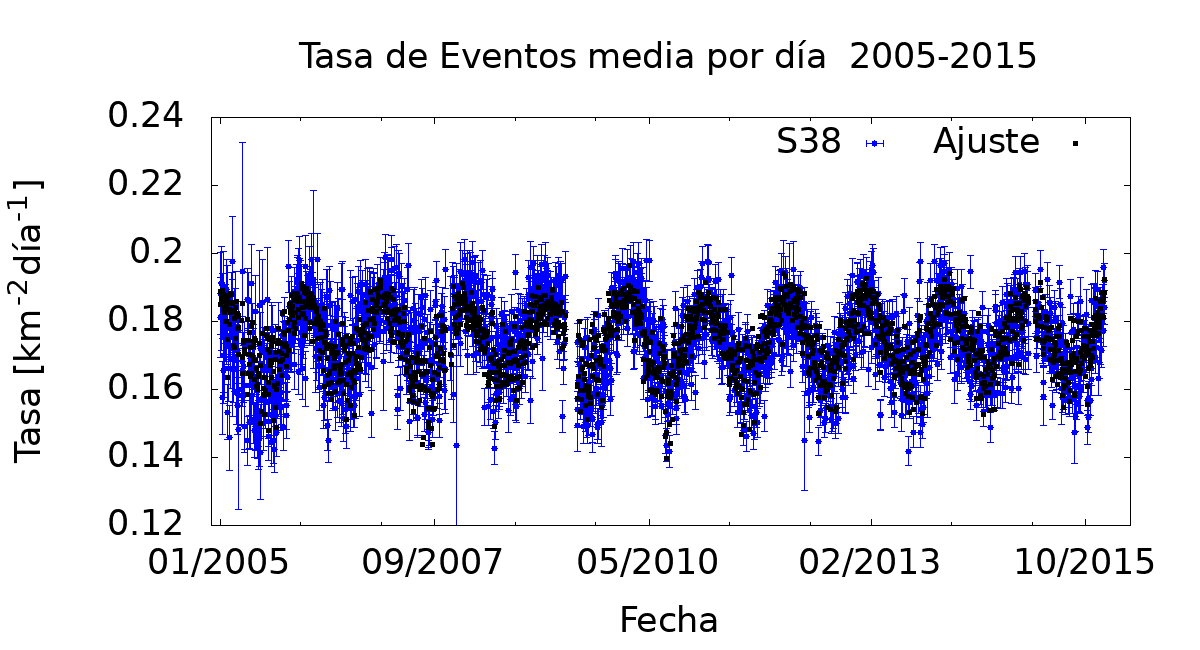 Tasa de Eventos media por día  2005-2015
Tasa [km-2día-1]
0.24
0.22
0.2
0.18
0.16
0.14
0.12
S38
Ajuste
01/2005
09/2007
05/2010
02/2013
10/2015
Fecha